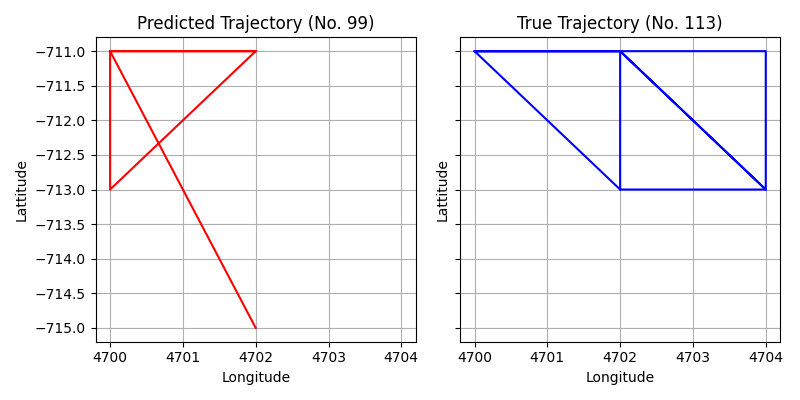 Predicted Trajectory (No. 99)
−711.0
−711.5
−712.0
−712.5
−713.0
−713.5
−714.0
−714.5
−715.0
Lattitude
4700 4701 4702 4703 4704
Longitude
True Trajectory (No. 113)
Lattitude
4700 4701 4702 4703 4704
Longitude